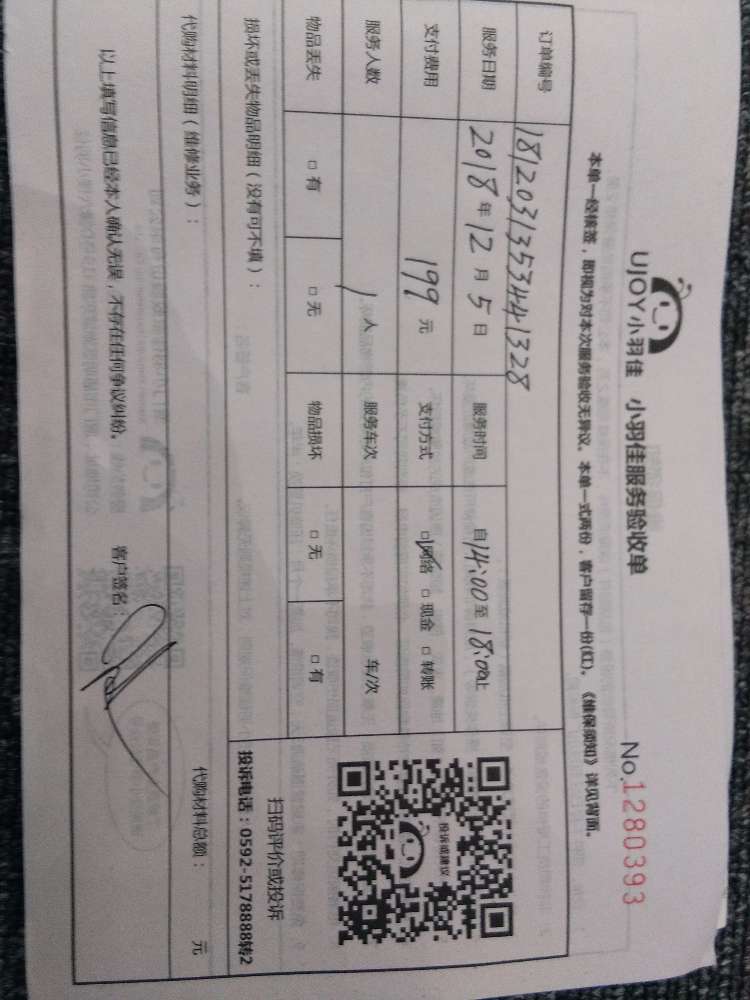 UJOY小羽佳 小羽佳服务验收单
No.1280393
本单一经核签，即视为对本次服务验收无异议。本单一式两份，客户留存一份(红)。《维保须知》详见背面。
订单编号 1812031353441328
服务日期 2018年12月5日 服务时间 自14:00至18:00止
支付费用 199元 支付方式 □网络 □现金 □转账
服务人数 1人 服务车次 车/次
物品丢失 □有 □无 物品损坏 □无 □有
投诉或建议
扫码评价或投诉
投诉电话：0592-5178888转2
损坏或丢失物品明细（没有可不填）：
代购材料明细（维修业务）： 代购材料总额： 元
以上填写信息已经本人确认无误，不存在任何争议纠纷。 客户签名：